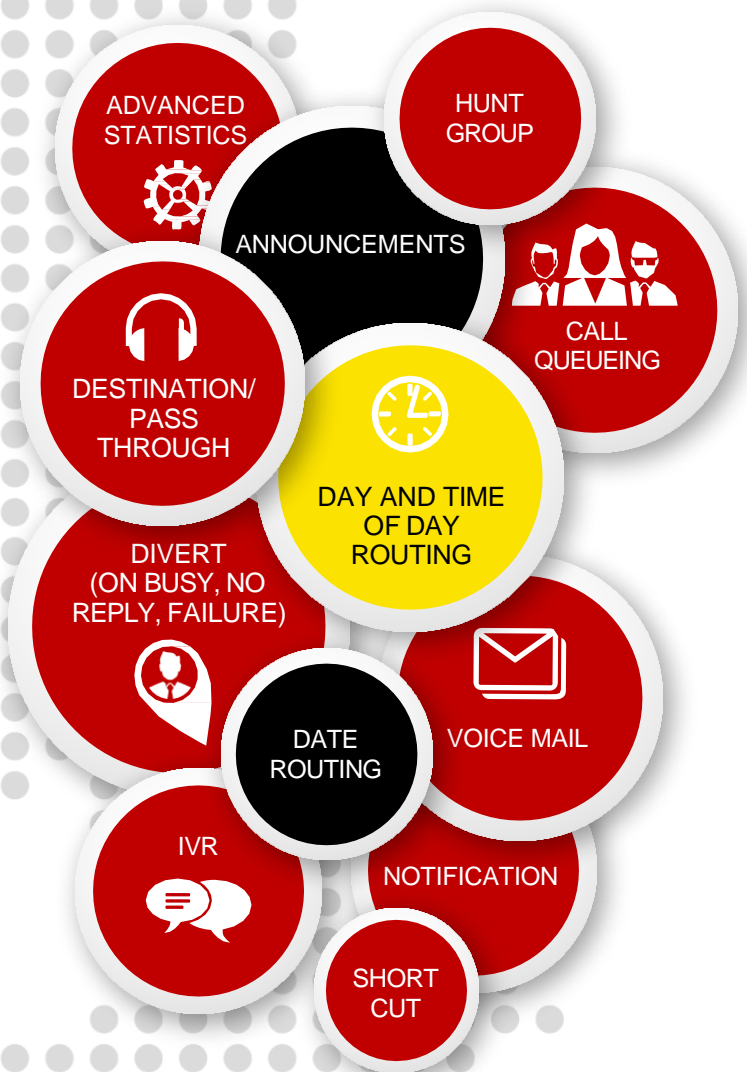 ADVANCED
STATISTICS
HUNT
GROUP
ANNOUNCEMENTS
CALL
QUEUEING
DESTINATION/
PASS
THROUGH
DAY AND TIME
OF DAY
ROUTING
DIVERT
(ON BUSY, NO
REPLY, FAILURE)
VOICE MAIL
DATE
ROUTING
IVR
NOTIFICATION
SHORT
CUT